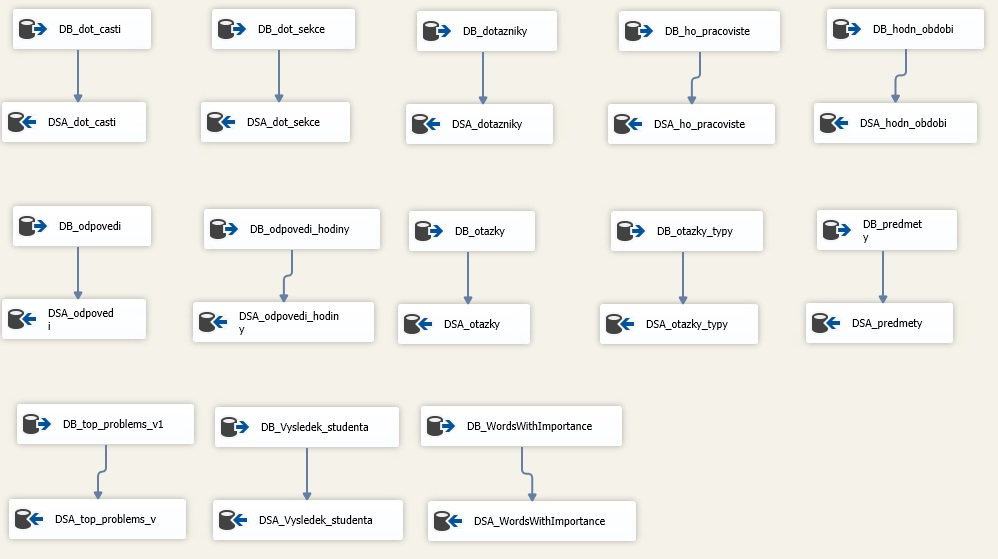 DB_dot_casti
DB_dot_sekce
DB_dotazniky
DB_ho_pracoviste
DB_hodn_obdobi
DSA_dot_casti
DSA_dot_sekce
DSA_dotazniky
DSA_ho_pracoviste
DSA_hodn_obdobi
DB_odpovedi
DB_odpovedi_hodiny
DB_otazky
DB_otazky_typy
DB_predmet
y
DSA_odpoved
i
DSA_odpovedi_hodin
y
DSA_otazky
DSA_otazky_typy
DSA_predmety
DB_top_problems_v1
DB_Vysledek_studenta
DB_WordsWithImportance
DSA_top_problems_v
DSA_Vysledek_studenta
DSA_WordsWithImportance